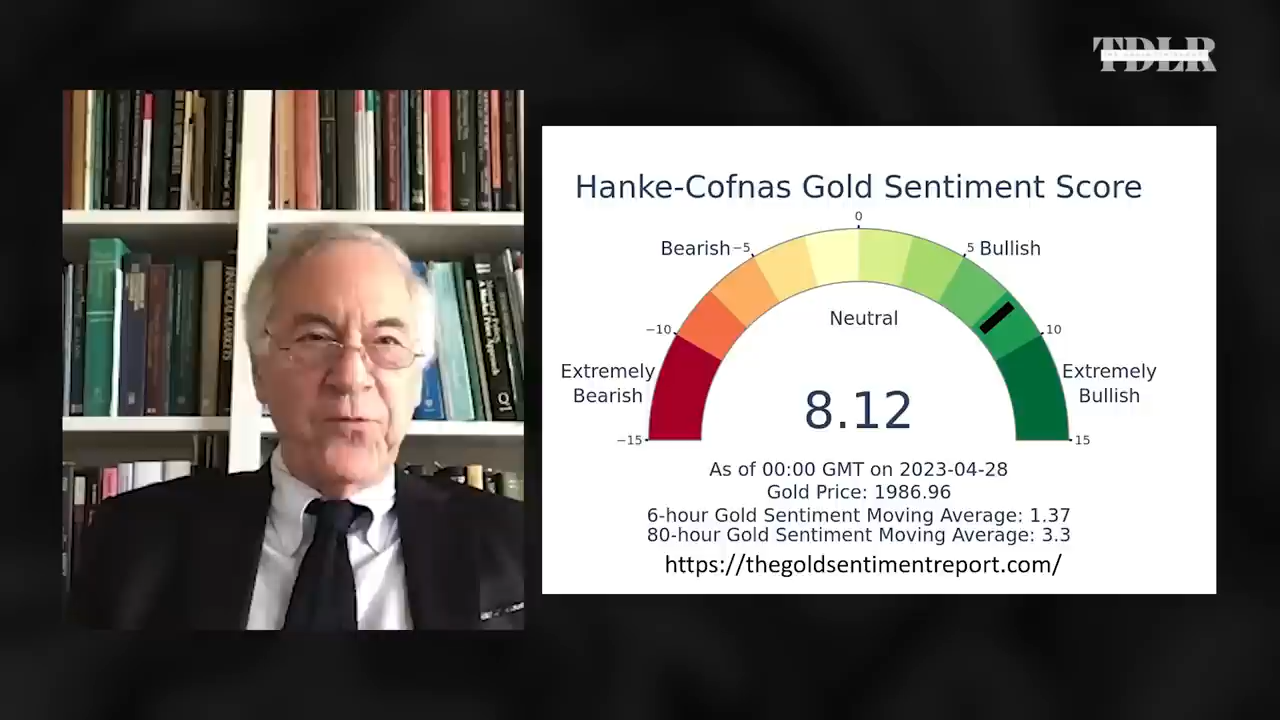 TDLR
FINANCIAL MARKETS
Hanke-Cofnas Gold Sentiment Score
0
Bearish −5
5 Bullish
Neutral
−10
10
Extremely
Bearish
Extremely
Bullish
8.12
−15
15
As of 00:00 GMT on 2023-04-28
Gold Price: 1986.96
6-hour Gold Sentiment Moving Average: 1.37
80-hour Gold Sentiment Moving Average: 3.3
https://thegoldsentimentreport.com/